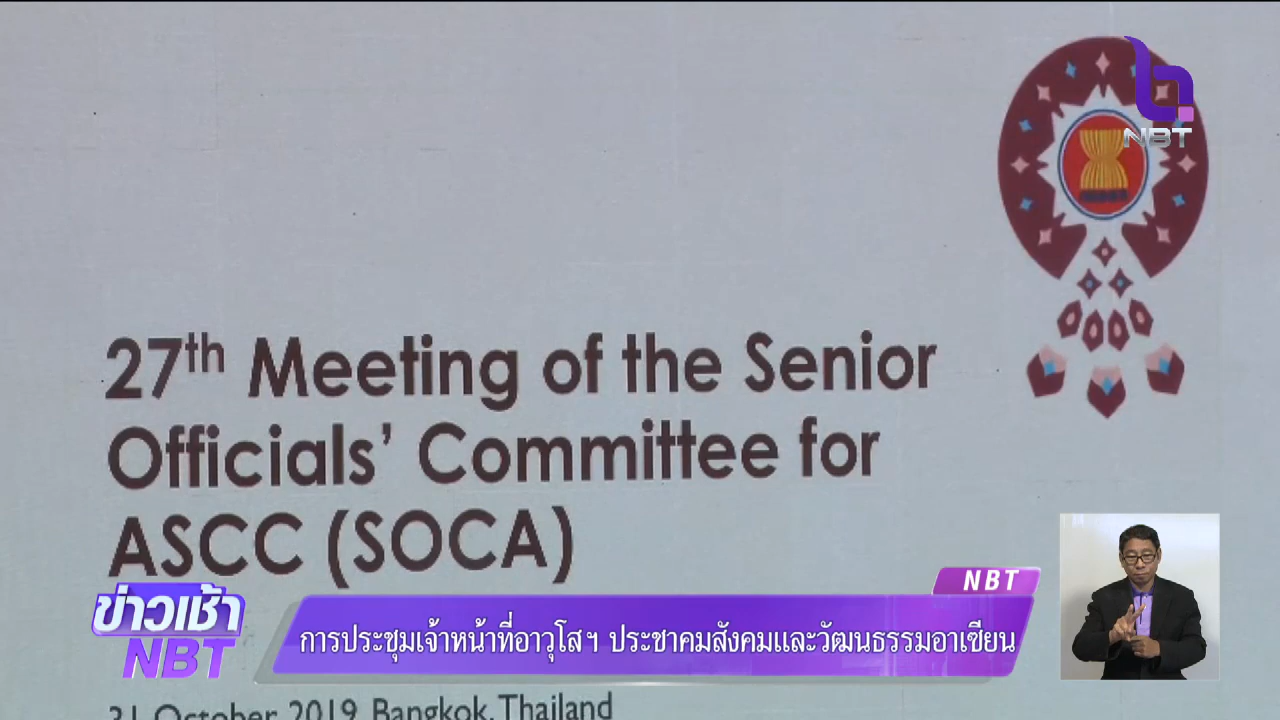 NBT
27th Meeting of the Senior
Officials' Committee for
ASCC (SOCA)
NBT
ข่าวเช้า
NBT
การประชุมเจ้าหน้าที่อาวุโสฯ ประชาคมสังคมและวัฒนธรรมอาเซียน
31 October 2019, Bangkok, Thailand